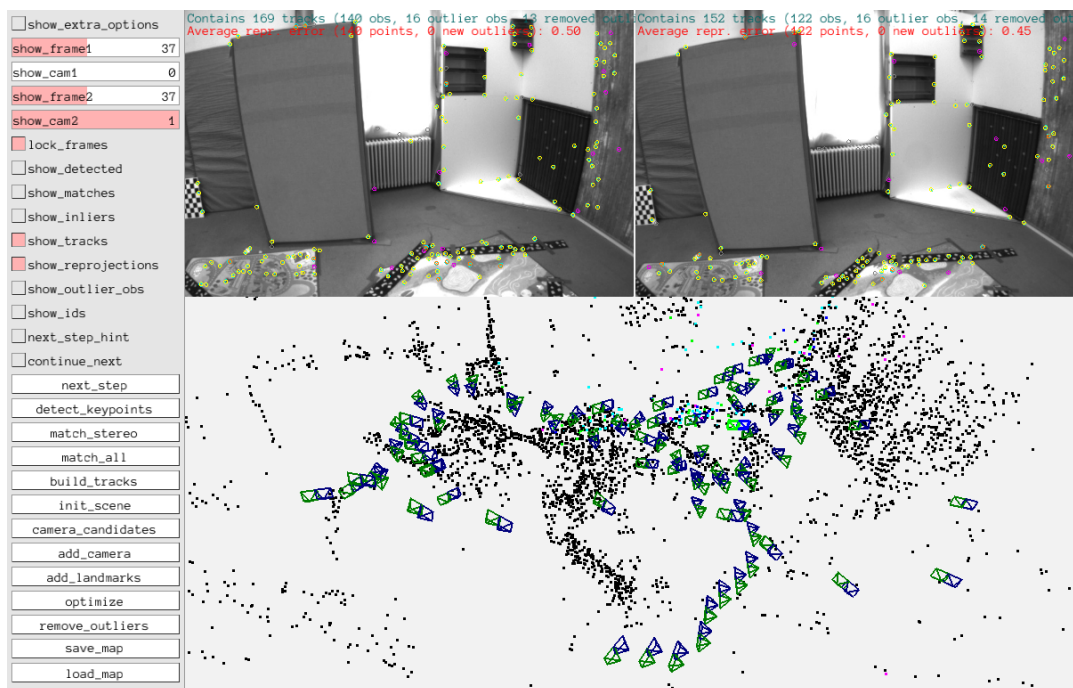 show_extra_options
show_frame1 37
show_cam1 0
show_frame2 37
show_cam2 1
lock_frames
show_detected
show_matches
show_inliers
show_tracks
show_reprojections
show_outlier_obs
show_ids
next_step_hint
continue_next
next_step
detect_keypoints
match_stereo
match_all
build_tracks
init_scene
camera_candidates
add_camera
add_landmarks
optimize
remove_outliers
save_map
load_map
Contains 169 tracks (140 obs, 16 outlier obs, 13 removed out
Average repr. error (140 points, 0 new outliers): 0.50
Contains 152 tracks (122 obs, 16 outlier obs, 14 removed out
Average repr. error (122 points, 0 new outliers): 0.45